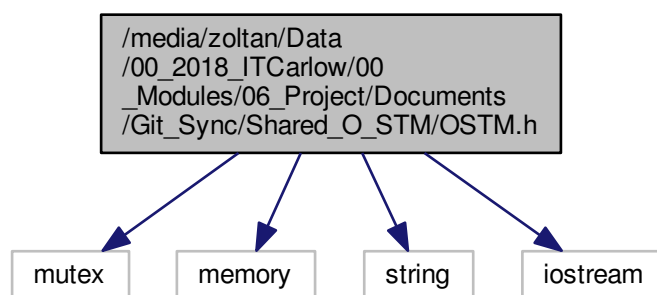 /media/zoltan/Data
/00_2018_ITCarlow/00
_Modules/06_Project/Documents
/Git_Sync/Shared_O_STM/OSTM.h
mutex
memory
string
iostream